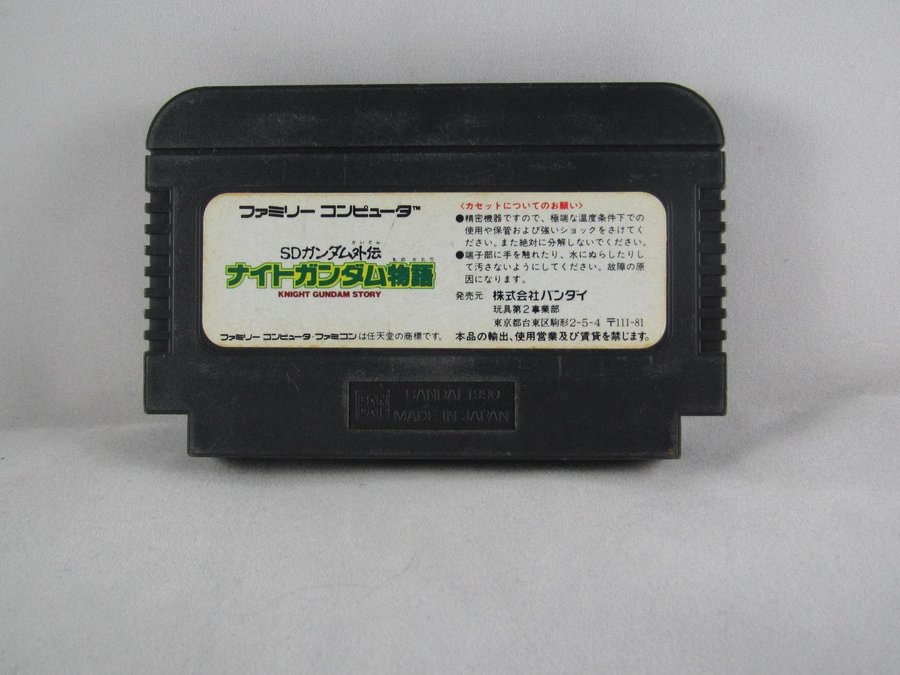 ファミリー コンピュータ™
かいでん
SDガンダム外伝
ものがたり
ナイトガンダム物語
KNIGHT GUNDAM STORY
ファミリー コンピュータ・ファミコンは任天堂の商標です。
〈カセットについてのお願い〉
●精密機器ですので、極端な温度条件下での
使用や保管および強いショックをさけてく
ださい。また絶対に分解しないでください。
●端子部に手を触れたり、水にぬらしたりし
て汚さないようにしてください。故障の原
因になります。
発売元 株式会社バンダイ
玩具第2事業部
東京都台東区駒形2-5-4 〒111-81
本品の輸出、使用営業及び賃貸を禁じます。
BAN
DAI
BANDAI 1990
MADE IN JAPAN